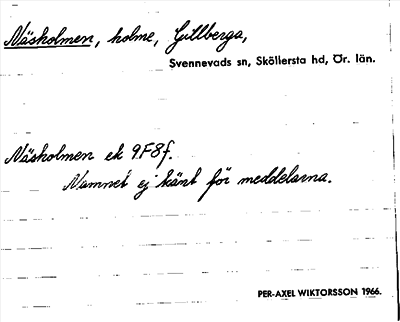 Näsholmen, holme, Gillberga,
Svennevads sn, Sköllersta hd, Ör. län.
Näsholmen ek 9F8f.
Namnet ej känt för meddelarna.
PER-AXEL WIKTORSSON 1966.